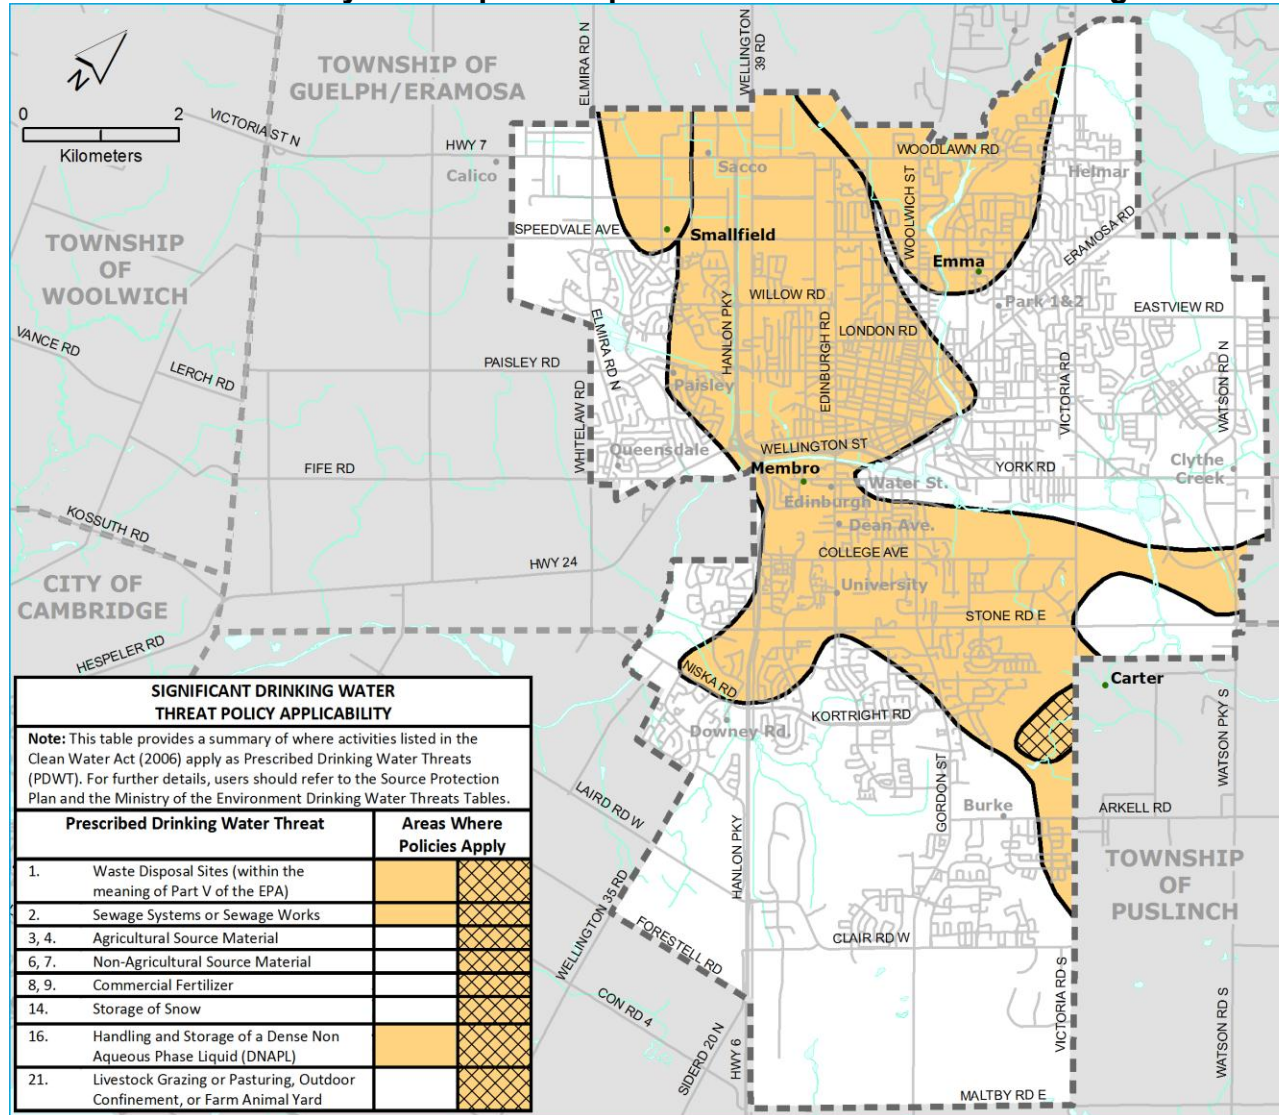 WELLINGTON
39 RD
ELMIRA RD N
TOWNSHIP OF
GUELPH/ERAMOSA
N
0 2
Kilometers
VICTORIA ST N
HWY 7
Calico
Sacco
WOODLAWN RD
Helmar
WOOLWICH ST
ERAMOSA RD
SPEEDVALE AVE
Smallfield
Emma
TOWNSHIP
OF
WOOLWICH
WILLOW RD
Park 1&2
EASTVIEW RD
HANLON PKY
EDINBURGH RD
LONDON RD
ELMIRA RD N
VANCE RD
LERCH RD
PAISLEY RD
WHITELAW RD
Paisley
VICTORIA RD
WATSON RD N
Queensdale
WELLINGTON ST
FIFE RD
Membro
Edinburgh
Water St.
YORK RD
Clythe
Creek
Dean Ave.
KOSSUTH RD
COLLEGE AVE
HWY 24
University
CITY OF
CAMBRIDGE
STONE RD E
HESPELER RD
NISKA RD
Carter
KORTRIGHT RD
Downey Rd.
WATSON PKY S
LAIRD RD W
HANLON PKY
GORDON ST
Burke
ARKELL RD
TOWNSHIP
OF
PUSLINCH
WELLINGTON 35 RD
FORESTELL RD
CLAIR RD W
CON RD 4
SIDERD 20 N
HWY 6
VICTORIA RD S
WATSON RD S
MALTBY RD E
SIGNIFICANT DRINKING WATER
THREAT POLICY APPLICABILITY
Note: This table provides a summary of where activities listed in the
Clean Water Act (2006) apply as Prescribed Drinking Water Threats
(PDWT). For further details, users should refer to the Source Protection
Plan and the Ministry of the Environment Drinking Water Threats Tables.
Prescribed Drinking Water Threat Areas Where
Policies Apply
1. Waste Disposal Sites (within the
meaning of Part V of the EPA)
2. Sewage Systems or Sewage Works
3, 4. Agricultural Source Material
6, 7. Non-Agricultural Source Material
8, 9. Commercial Fertilizer
14. Storage of Snow
16. Handling and Storage of a Dense Non
Aqueous Phase Liquid (DNAPL)
21. Livestock Grazing or Pasturing, Outdoor
Confinement, or Farm Animal Yard